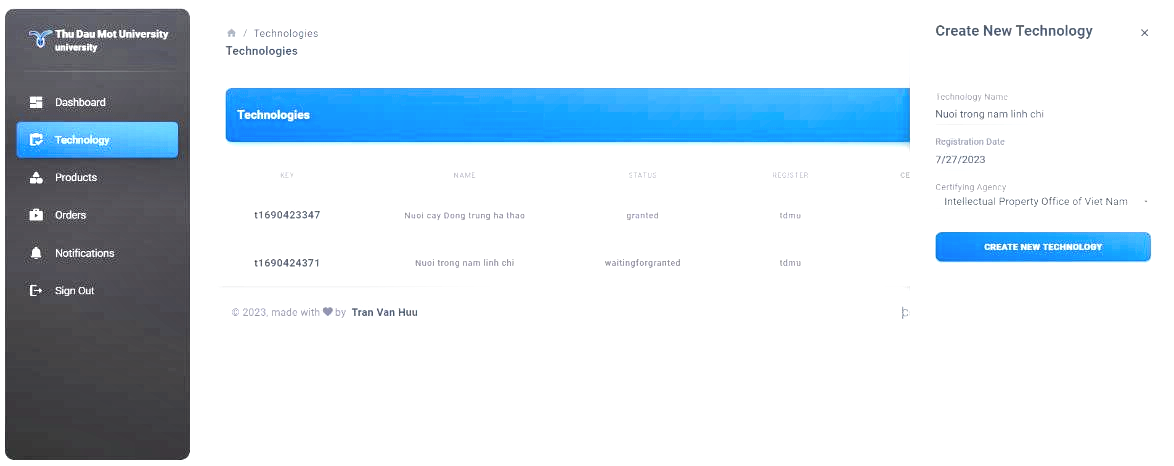 Thu Dau Mot University
university
Dashboard
Technology
Products
Orders
Notifications
Sign Out
/ Technologies
Technologies
Technologies
KEY NAME STATUS REGISTER CE
t1690423347 Nuoi cay Dong trung ha thao granted tdmu
t1690424371 Nuoi trong nam linh chi waitingforgranted tdmu
© 2023, made with by Tran Van Huu
Create New Technology ×
Technology Name
Nuoi trong nam linh chi
Registration Date
7/27/2023
Certifying Agency
Intellectual Property Office of Viet Nam
CREATE NEW TECHNOLOGY